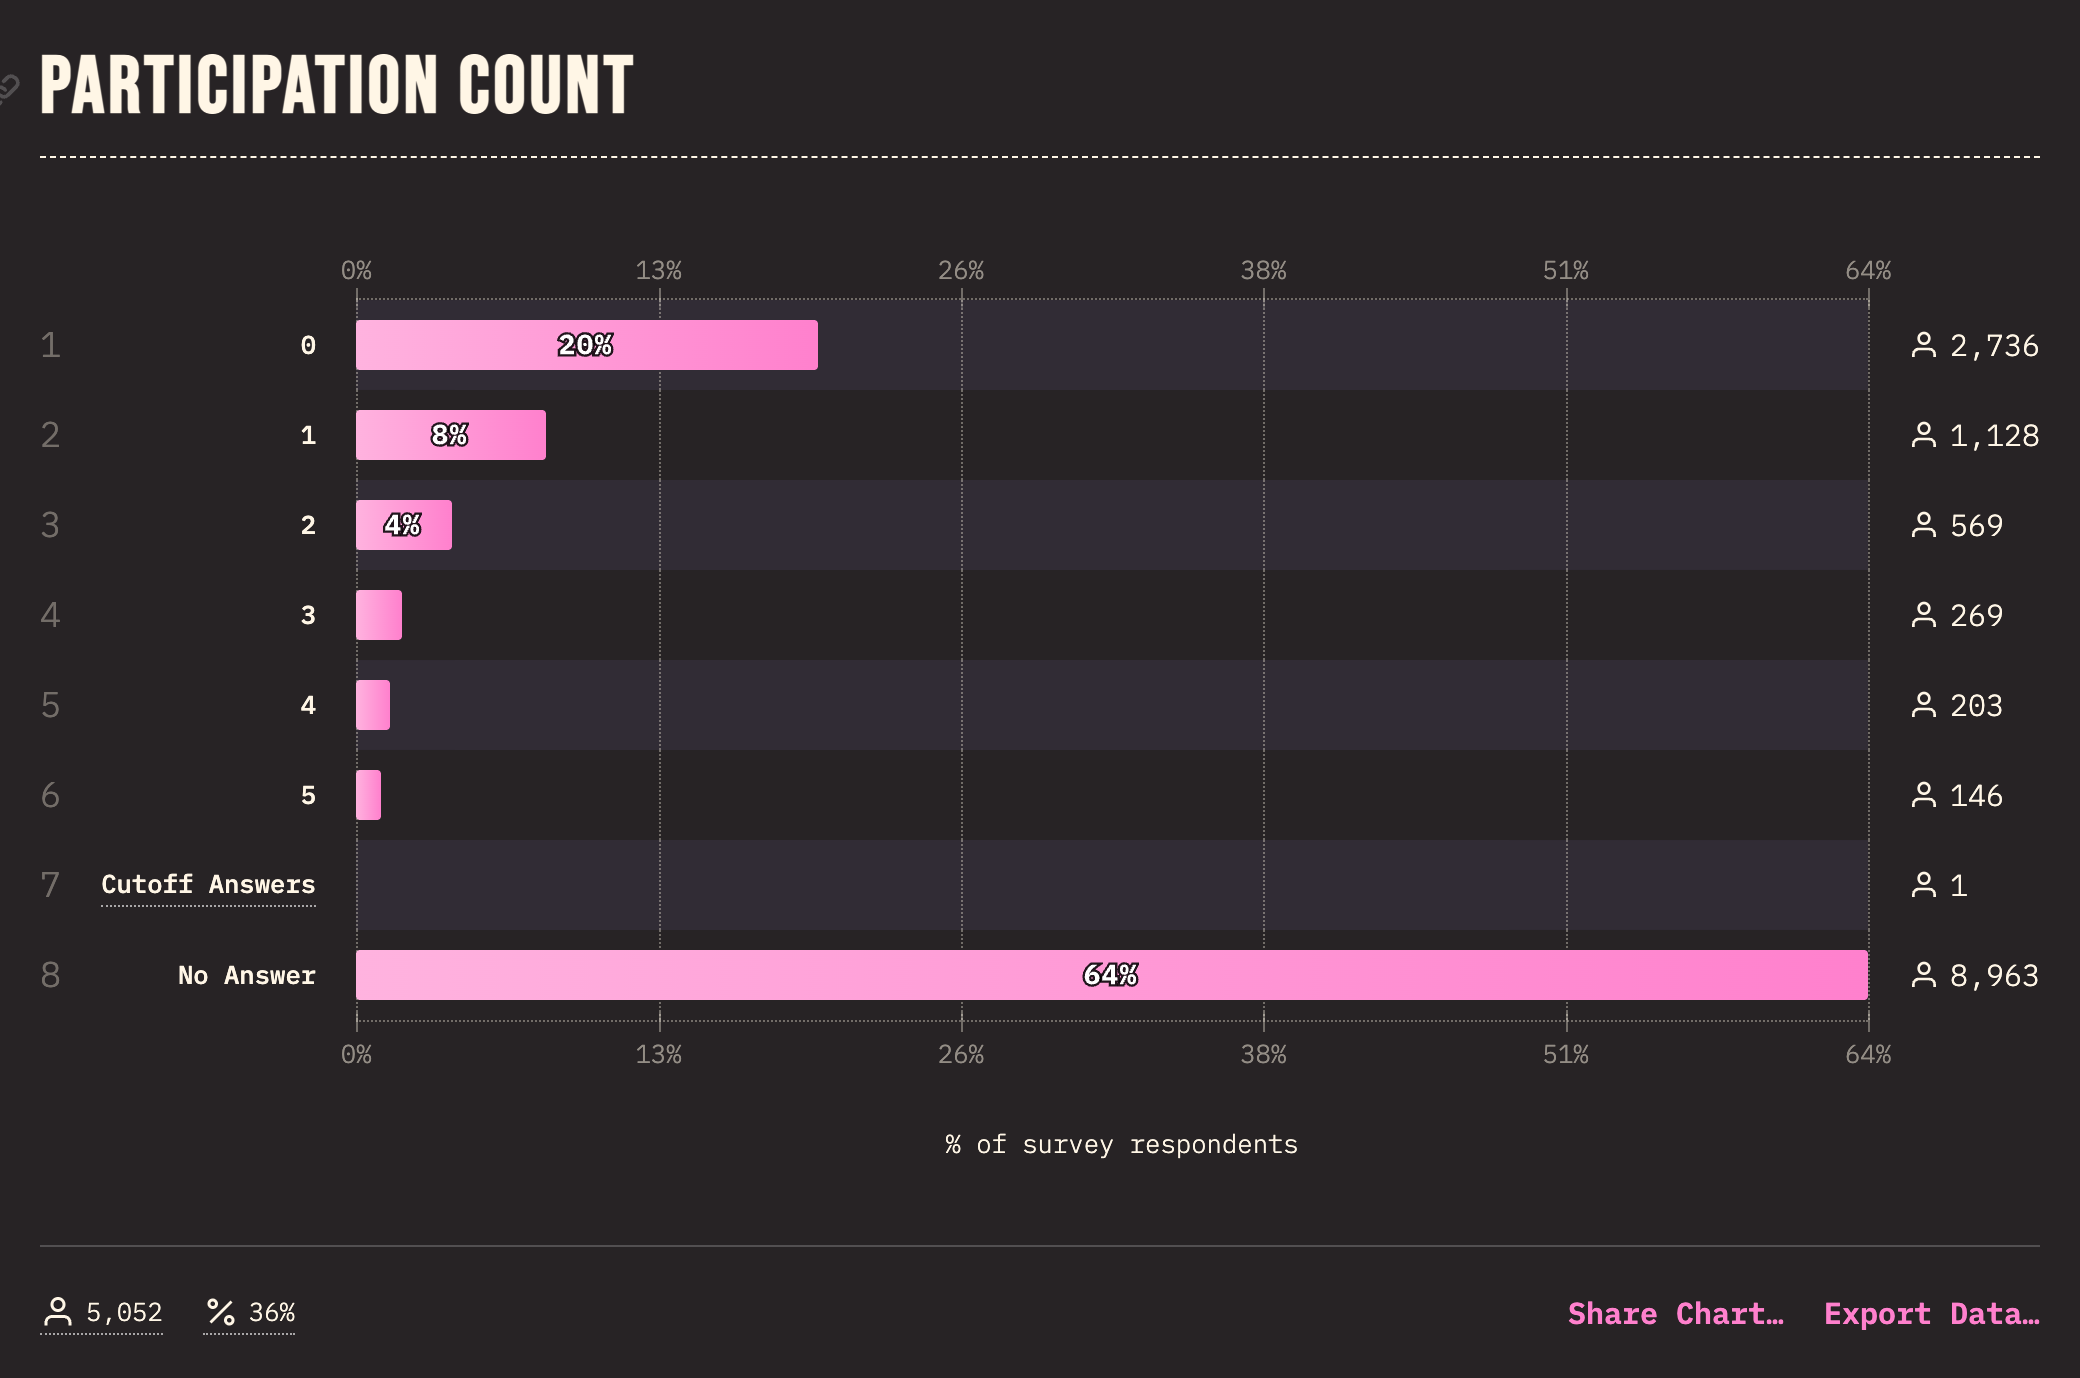 PARTICIPATION COUNT
0% 13% 26% 38% 51% 64%
1 0 20% 2,736
2 1 8% 1,128
3 2 4% 569
4 3 269
5 4 203
6 5 146
7 Cutoff Answers 1
8 No Answer 64% 8,963
0% 13% 26% 38% 51% 64%
% of survey respondents
5,052 % 36% Share Chart… Export Data…